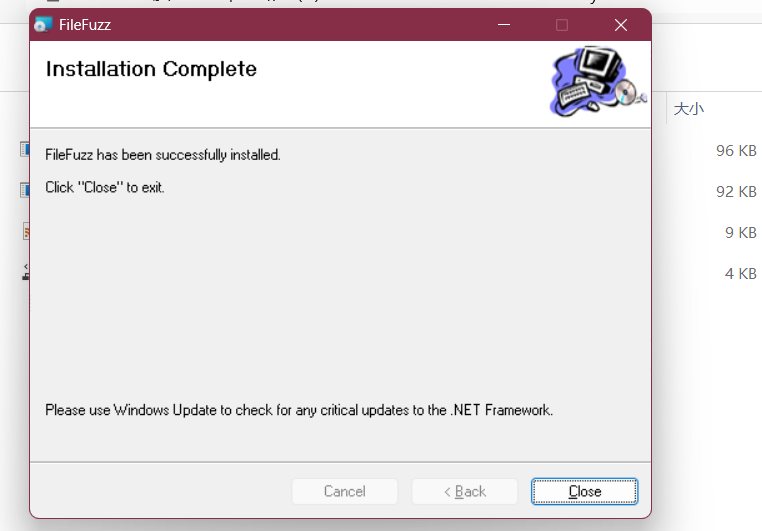 FileFuzz
Installation Complete
大小
FileFuzz has been successfully installed.
96 KB
Click "Close" to exit.
92 KB
9 KB
4 KB
Please use Windows Update to check for any critical updates to the .NET Framework.
Cancel
< Back
Close